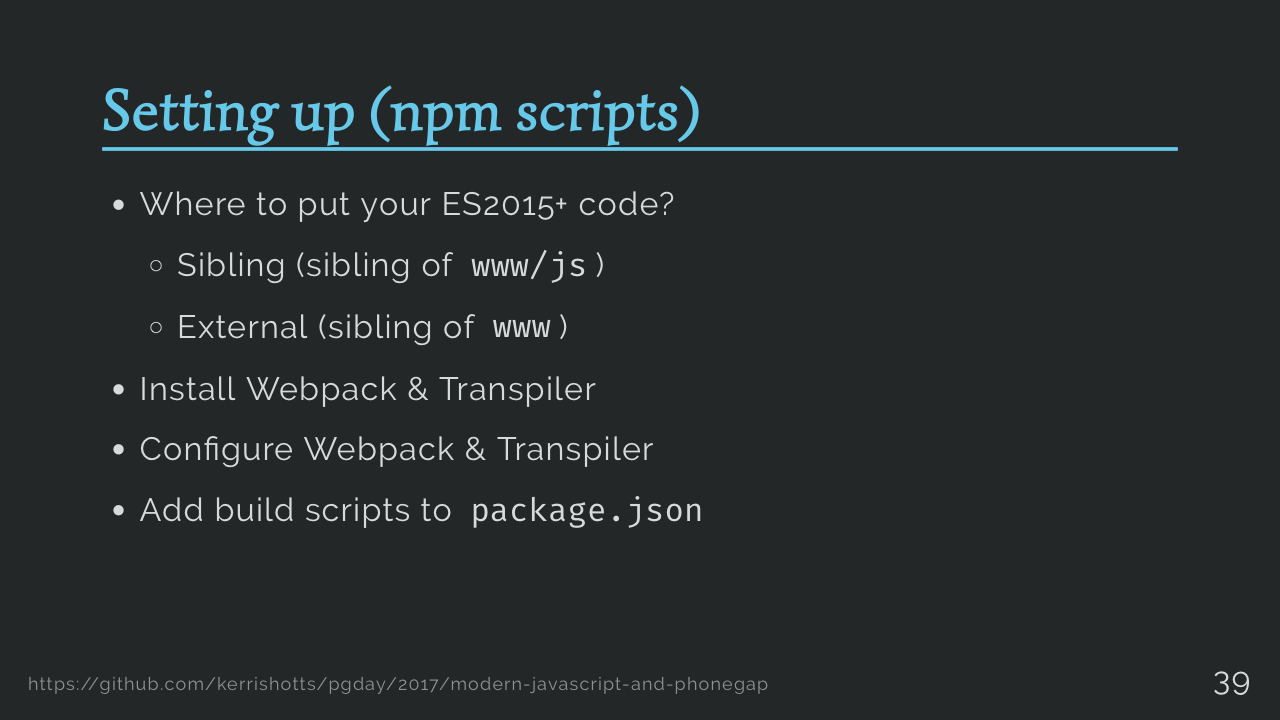 Setting up (npm scripts)
• Where to put your ES2015+ code?
○ Sibling (sibling of www/js)
○ External (sibling of www)
• Install Webpack & Transpiler
• Configure Webpack & Transpiler
• Add build scripts to package.json
https://github.com/kerrishotts/pgday/2017/modern-javascript-and-phonegap
39